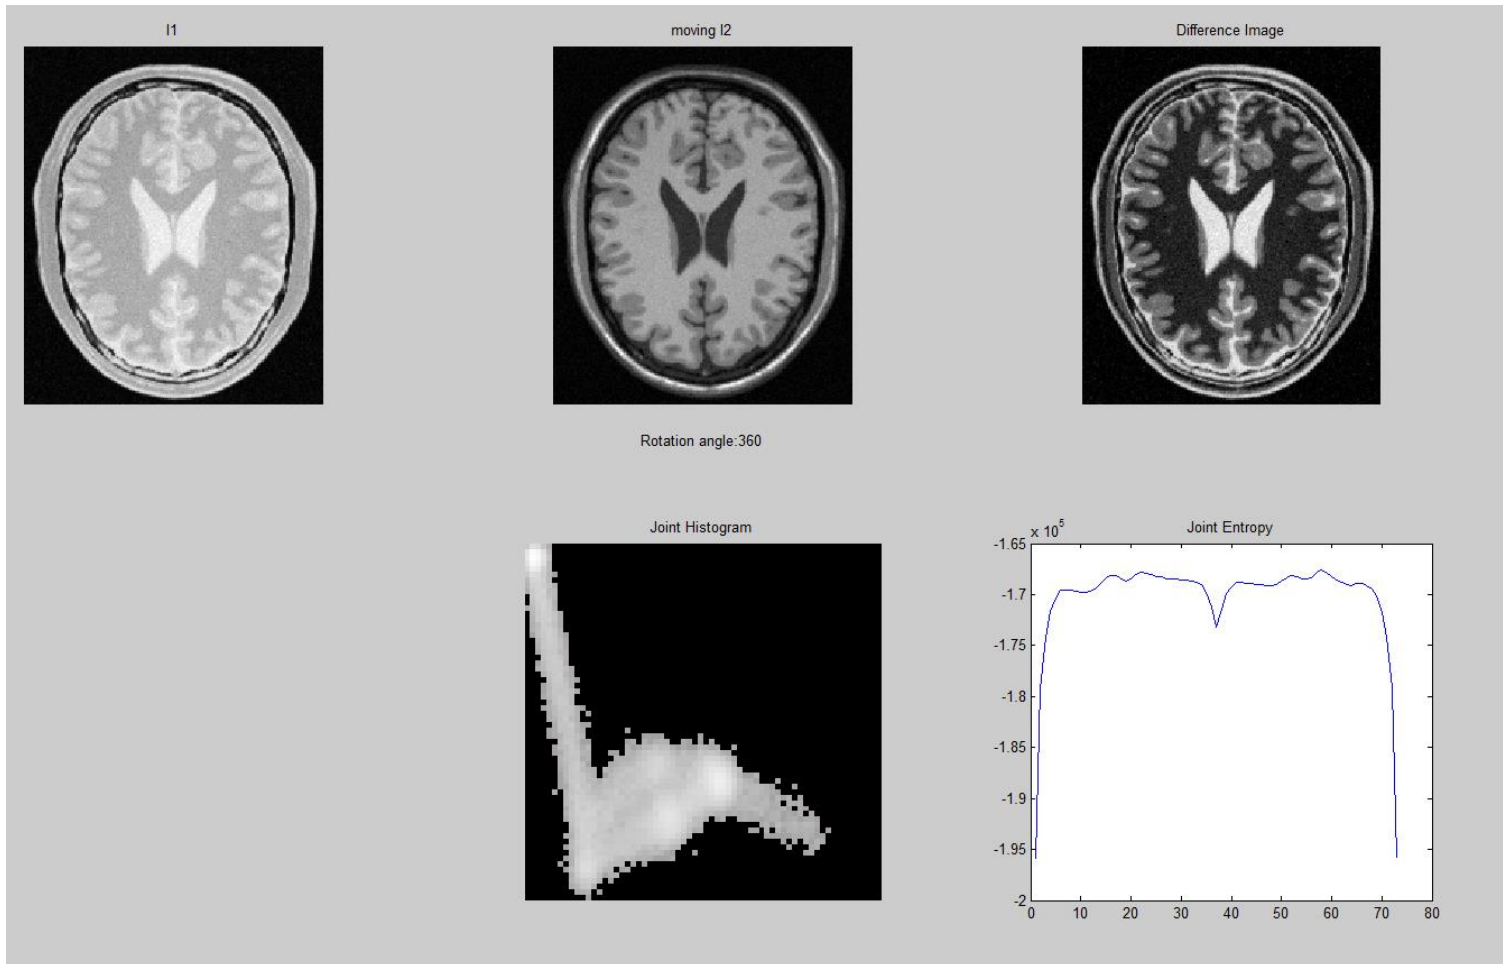 I1
moving I2
Difference Image
Rotation angle:360
Joint Histogram
Joint Entropy
x 10^5
-1.65
-1.7
-1.75
-1.8
-1.85
-1.9
-1.95
-2
0 10 20 30 40 50 60 70 80